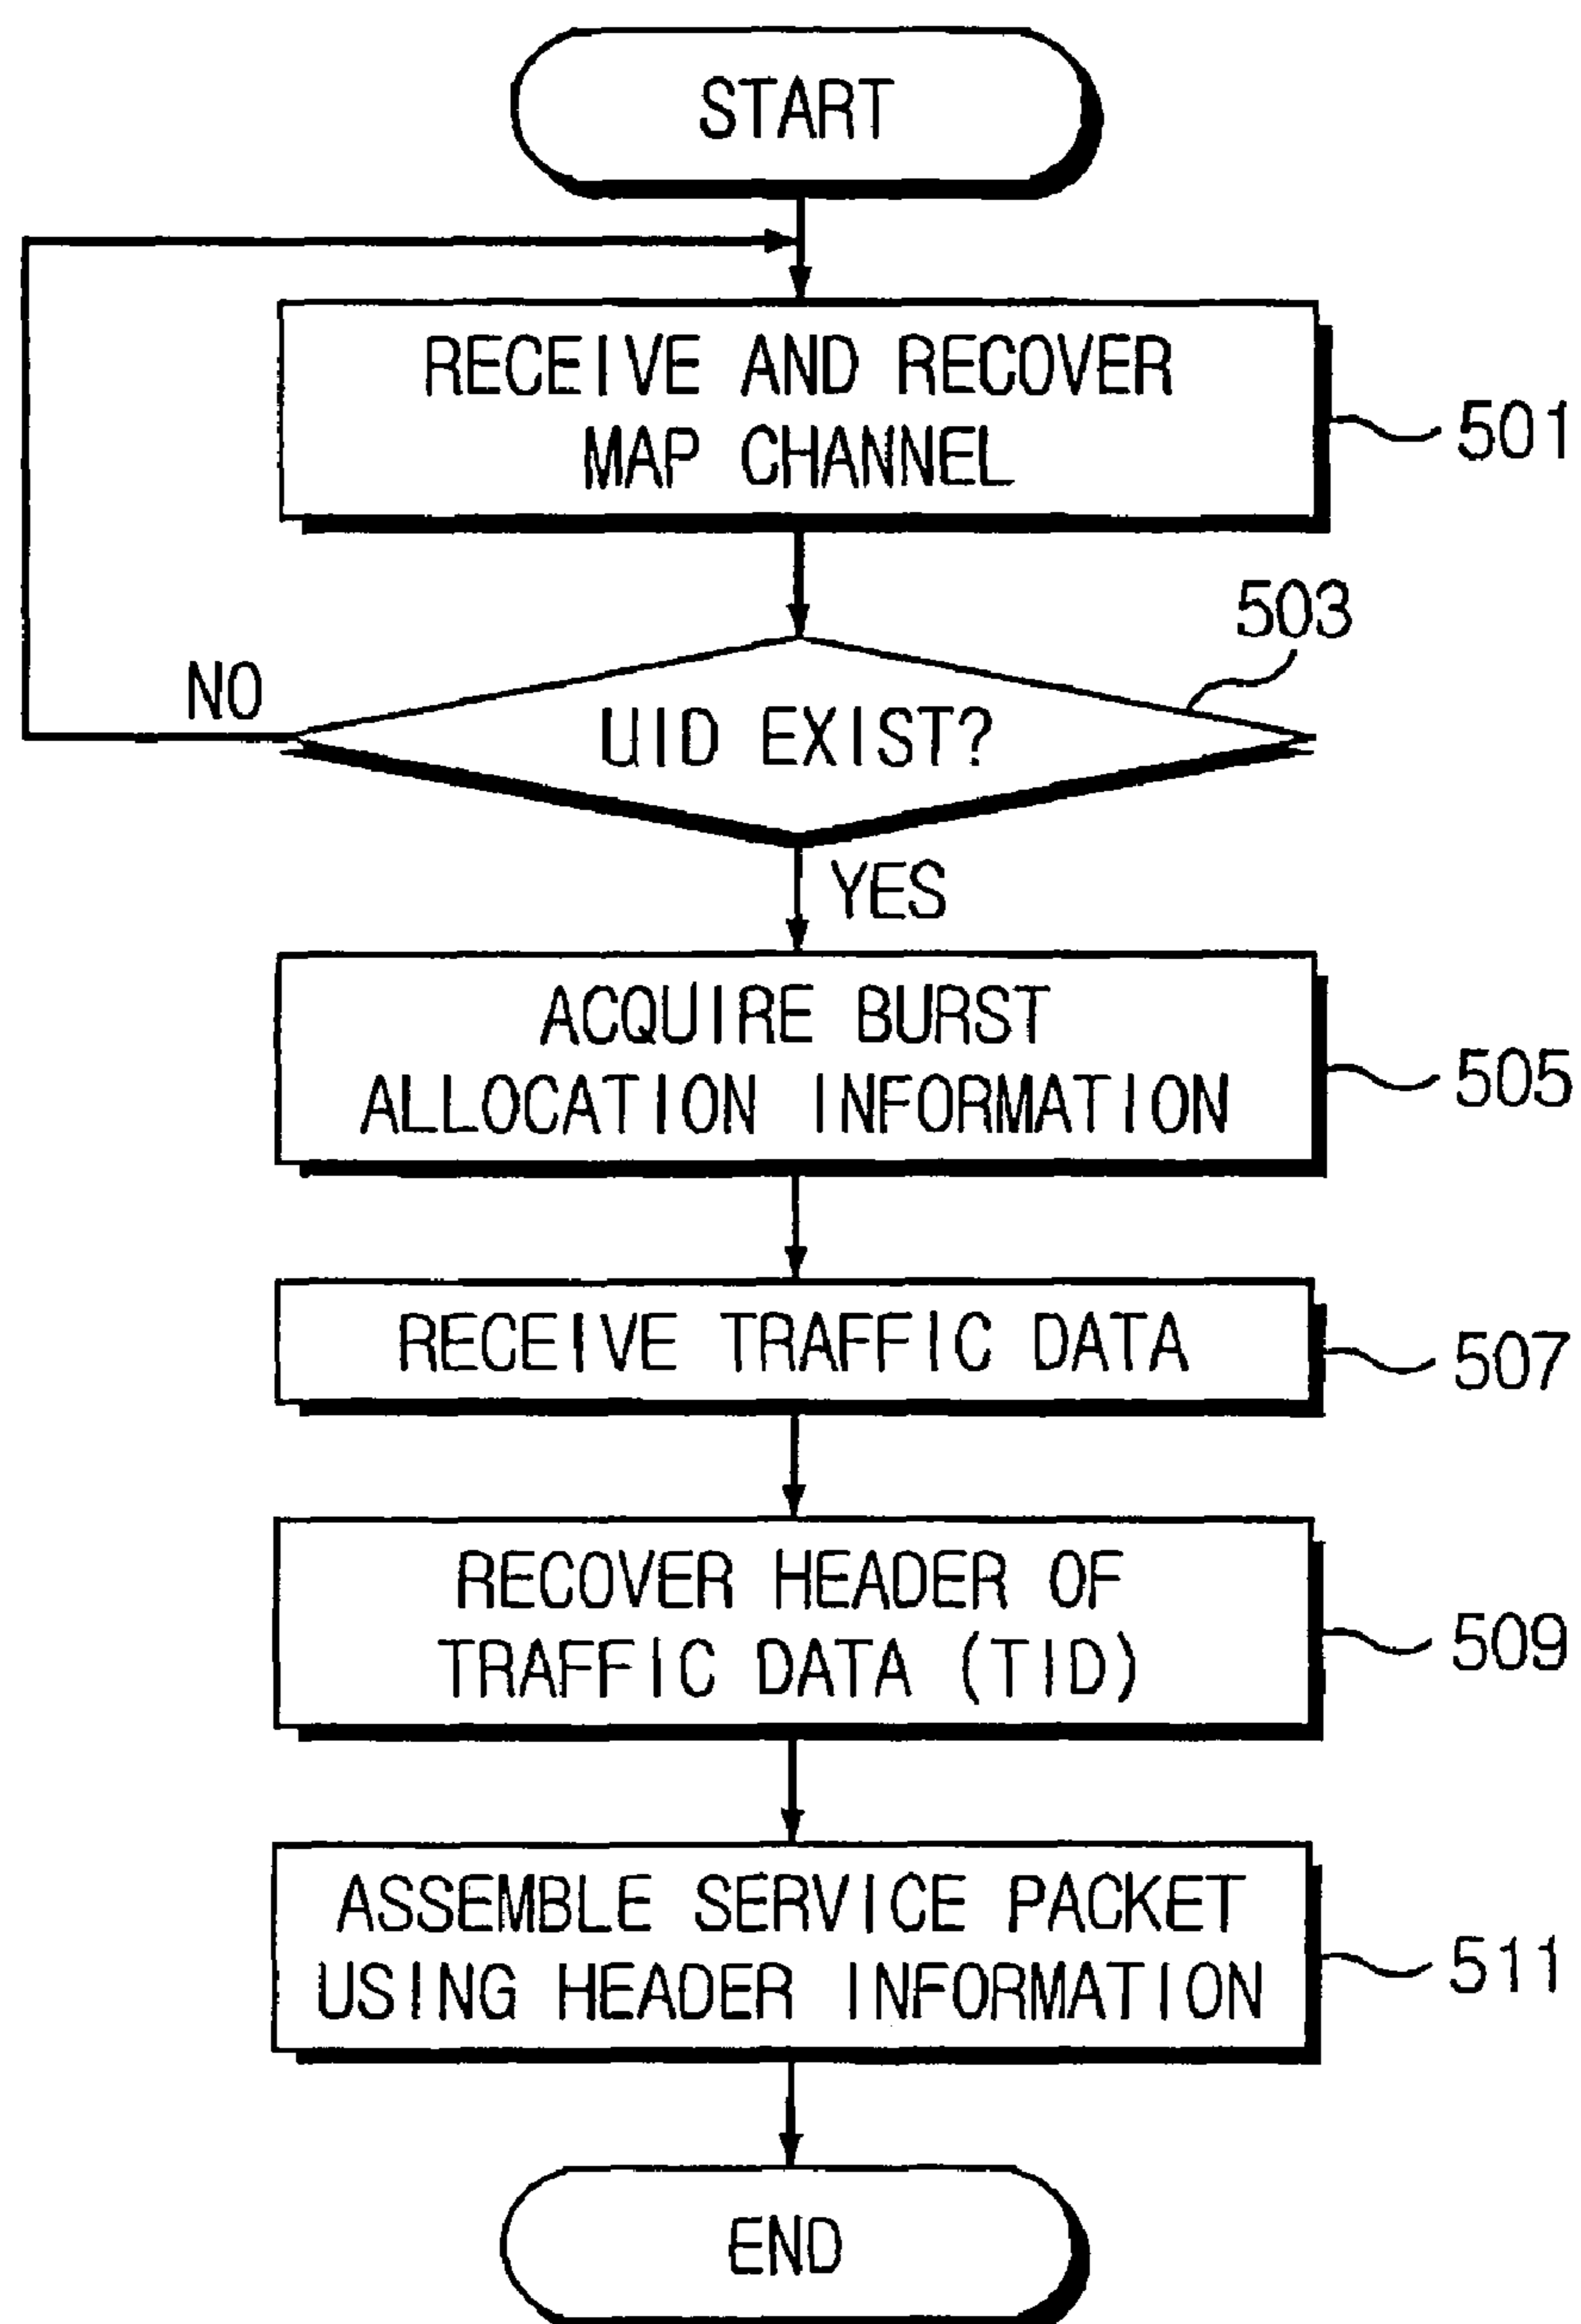 START
RECEIVE AND RECOVER
MAP CHANNEL
501
503
NO
UID EXIST?
YES
ACQUIRE BURST
ALLOCATION INFORMATION
505
RECEIVE TRAFFIC DATA
507
RECOVER HEADER OF
TRAFFIC DATA (TID)
509
ASSEMBLE SERVICE PACKET
USING HEADER INFORMATION
511
END